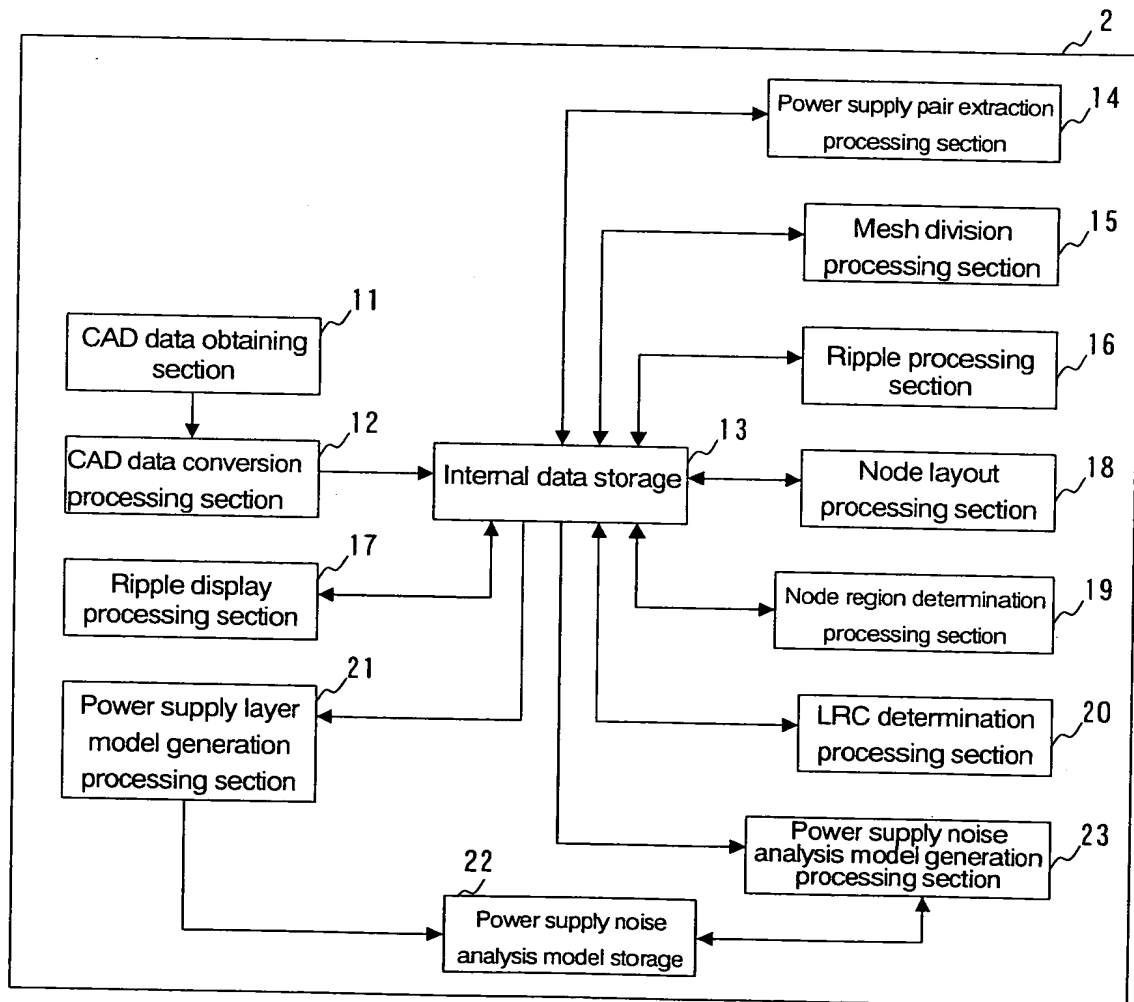 2
Power supply pair extraction
processing section
14
Mesh division
processing section
15
11
CAD data obtaining
section
Ripple processing
section
16
12
CAD data conversion
processing section
13
Internal data storage
Node layout
processing section
18
17
Ripple display
processing section
Node region determination
processing section
19
21
Power supply layer
model generation
processing section
LRC determination
processing section
20
Power supply noise
analysis model generation
processing section
23
22
Power supply noise
analysis model storage